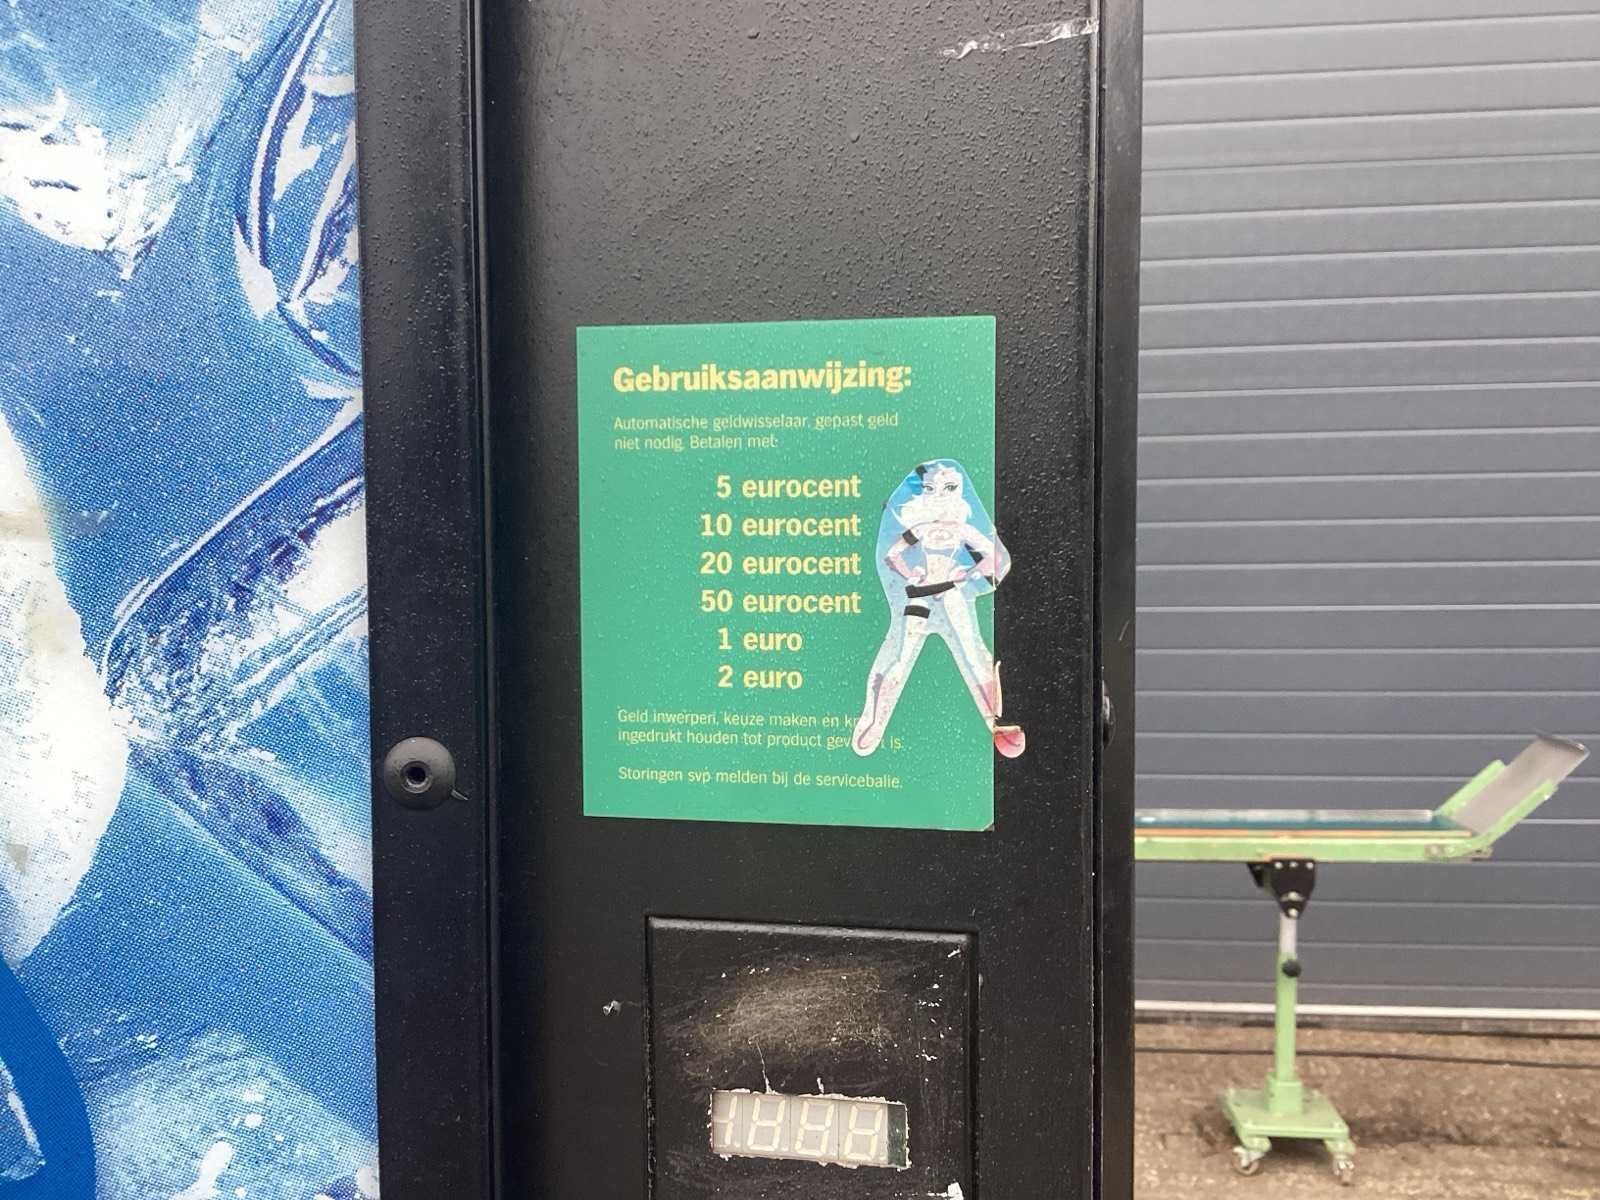 Gebruiksaanwijzing:
Automatische geldwisselaar, gepast geld
niet nodig. Betalen met:
5 eurocent
10 eurocent
20 eurocent
50 eurocent
1 euro
2 euro
Geld inwerpen, keuze maken en
ingedrukt houden tot product is
Storingen svp melden bij de servicebalie.